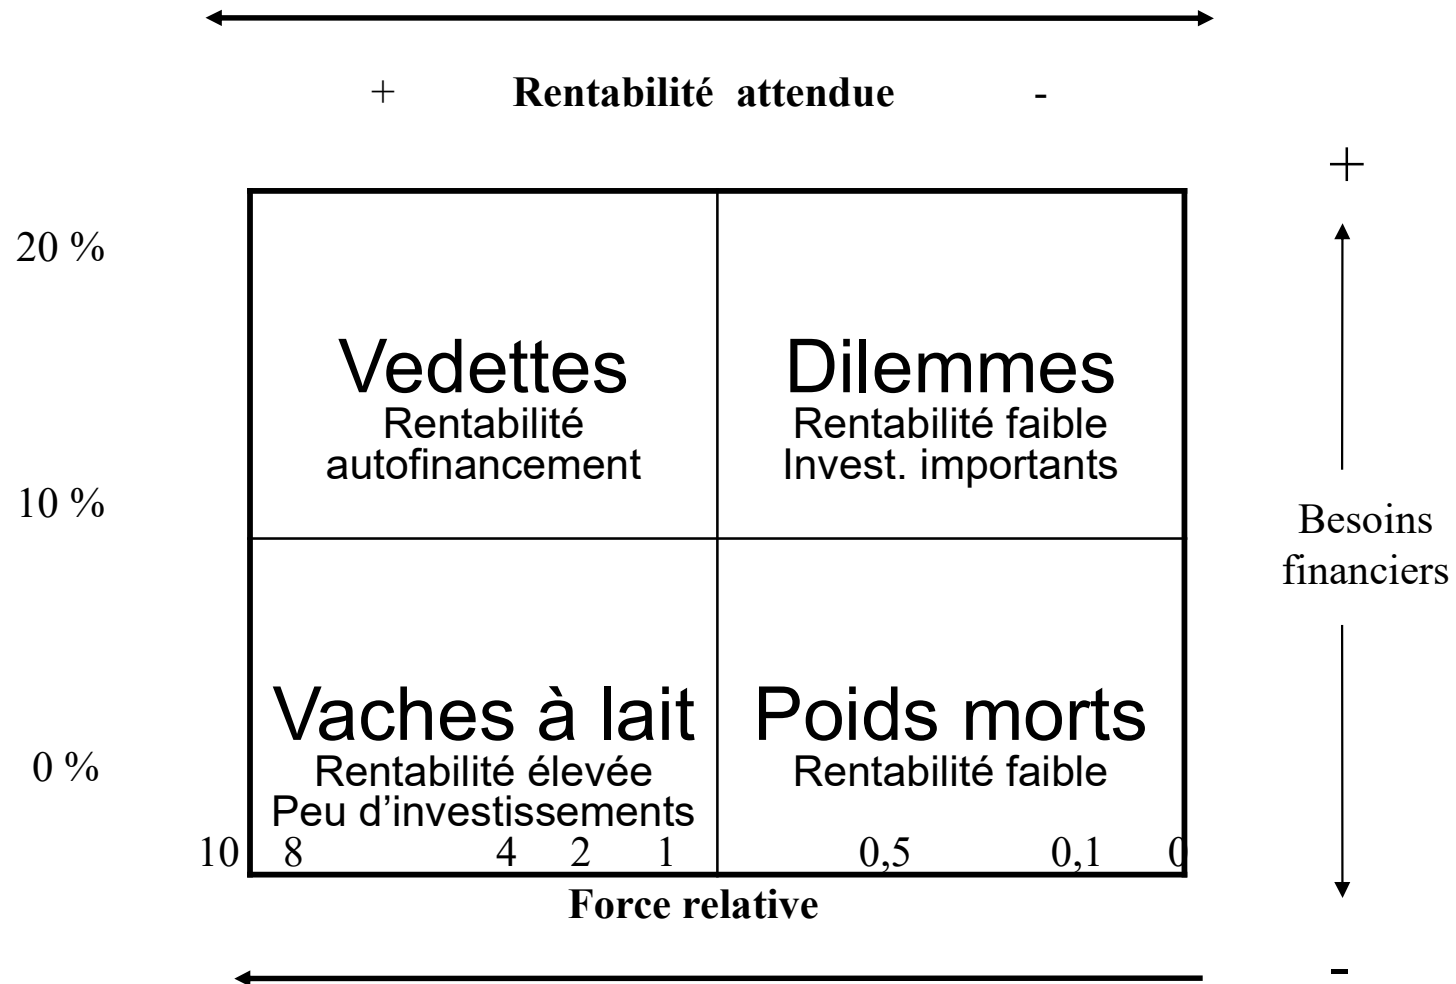 + Rentabilité attendue -
+
20 %
Vedettes
Rentabilité
autofinancement
Dilemmes
Rentabilité faible
Invest. importants
10 %
Besoins
financiers
Vaches à lait
Rentabilité élevée
Peu d’investissements
Poids morts
Rentabilité faible
0 %
10 8 4 2 1 0,5 0,1 0
Force relative
-